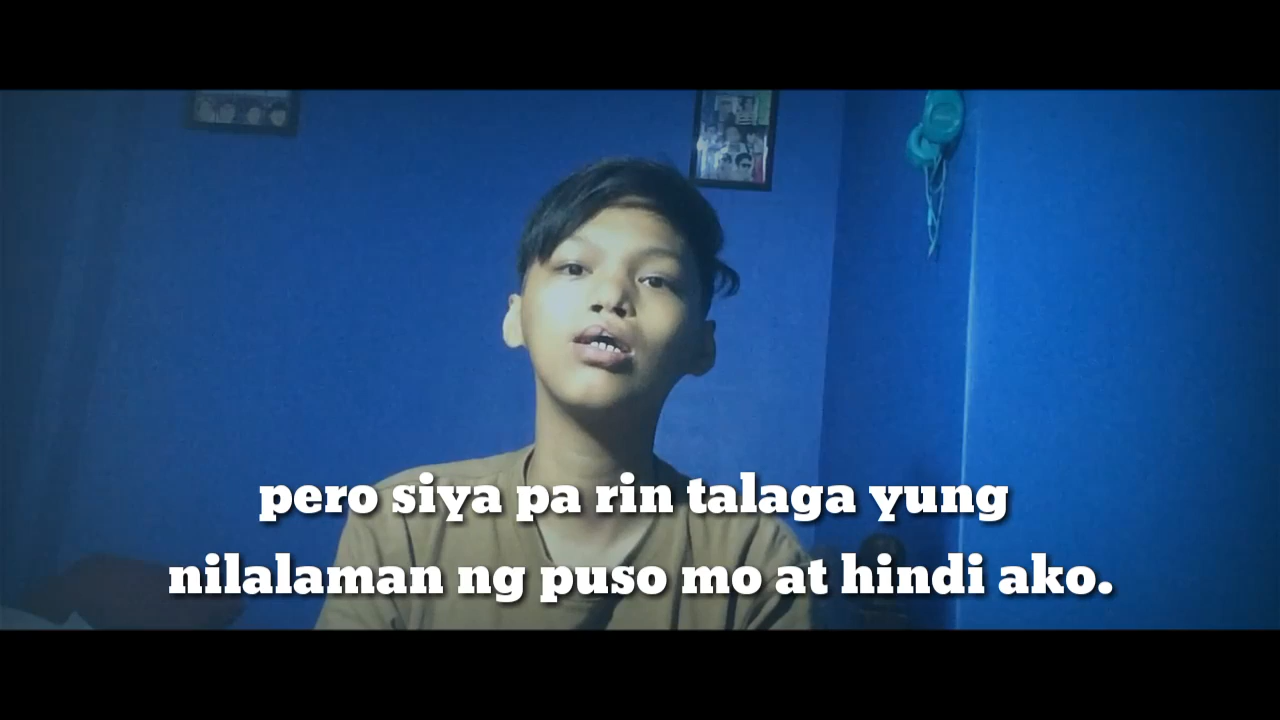 pero siya pa rin talaga yung
nilalaman ng puso mo at hindi ako.